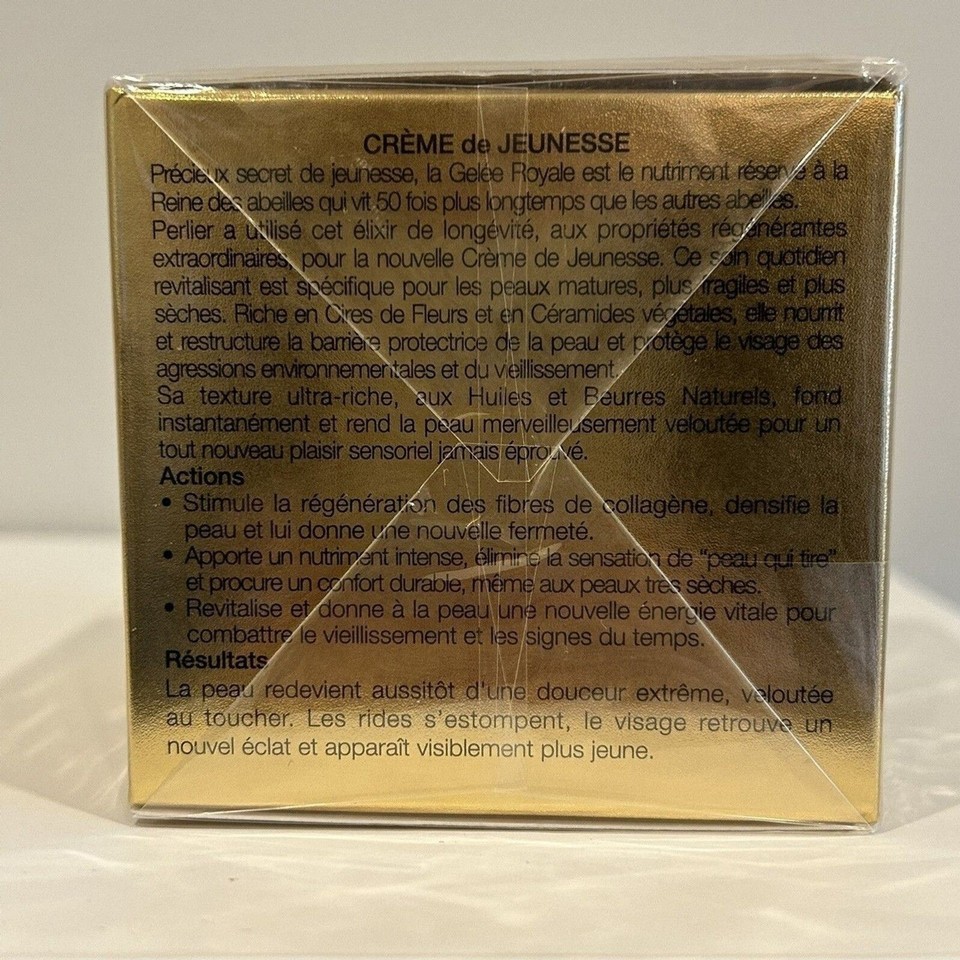 CRÈME de JEUNESSE
Précieux secret de jeunesse, la Gelée Royale est le nutriment réservé à la
Reine des abeilles qui vit 50 fois plus longtemps que les autres abeilles.
Perlier a utilisé cet élixir de longévité, aux propriétés régénérantes
extraordinaires, pour la nouvelle Crème de Jeunesse. Ce soin quotidien
revitalisant est spécifique pour les peaux matures, plus fragiles et plus
sèches. Riche en Cires de Fleurs et en Céramides végétales, elle nourrit
et restructure la barrière protectrice de la peau et protège le visage des
agressions environnementales et du vieillissement.
Sa texture ultra-riche, aux Huiles et Beurres Naturels, fond
instantanément et rend la peau merveilleusement veloutée pour un
tout nouveau plaisir sensoriel jamais éprouvé.
Actions
• Stimule la régénération des fibres de collagène, densifie la
peau et lui donne une nouvelle fermeté.
• Apporte un nutriment intense, élimine la sensation de “peau qui tire”
et procure un confort durable, même aux peaux très sèches.
• Revitalise et donne à la peau une nouvelle énergie vitale pour
combattre le vieillissement et les signes du temps.
Résultats
La peau redevient aussitôt d’une douceur extrême, veloutée
au toucher. Les rides s’estompent, le visage retrouve un
nouvel éclat et apparaît visiblement plus jeune.